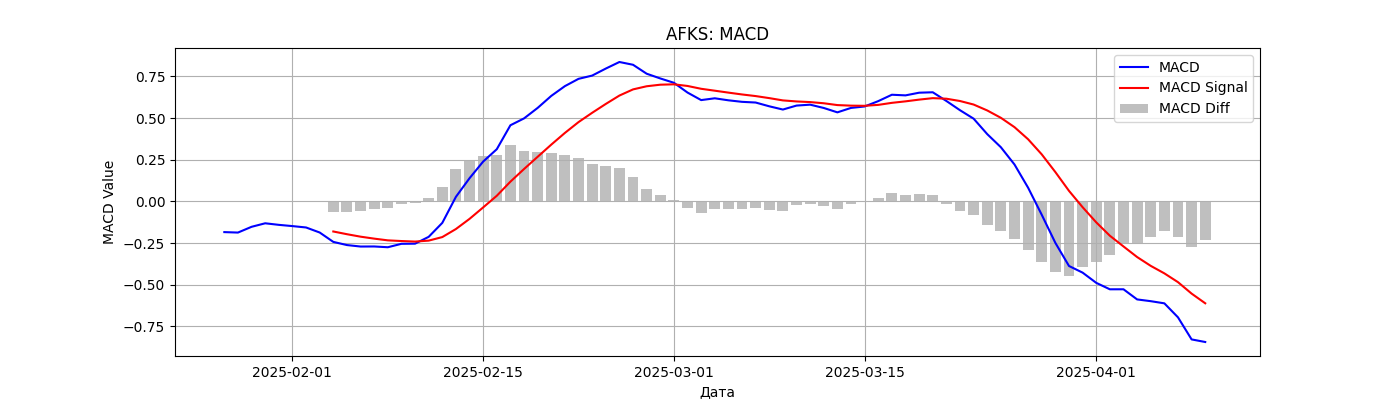 AFKS: MACD
MACD
MACD Signal
MACD Diff
MACD Value
0.75
0.50
0.25
0.00
−0.25
−0.50
−0.75
2025-02-01
2025-02-15
2025-03-01
2025-03-15
2025-04-01
Дата